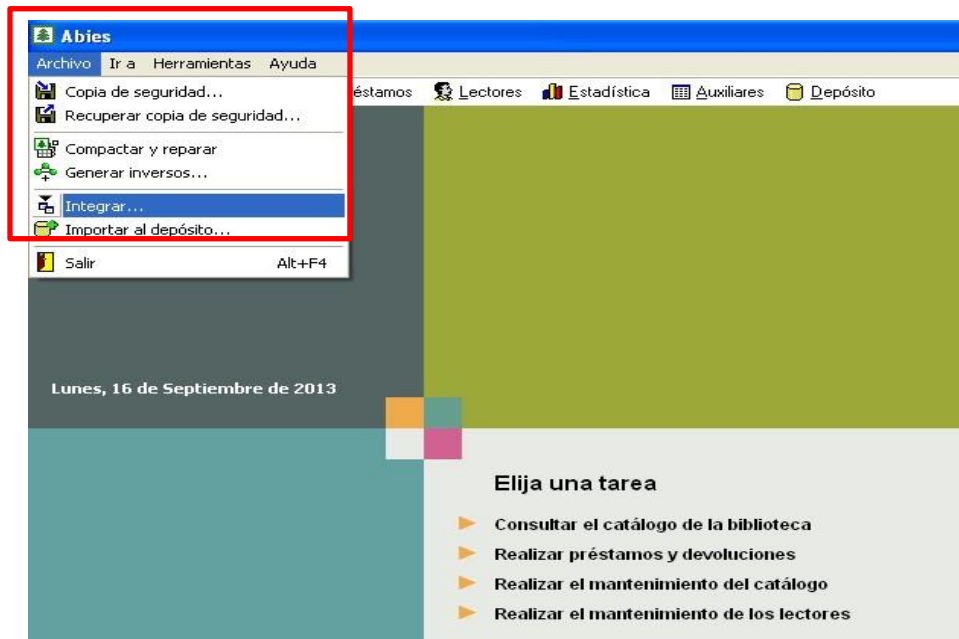 Abies
Archivo Ir a Herramientas Ayuda
éstamos Lectores Estadística Auxiliares Depósito
Copia de seguridad...
Recuperar copia de seguridad...
Compactar y reparar
Generar inversos...
Integrar...
Importar al depósito...
Salir Alt+F4
Lunes, 16 de Septiembre de 2013
Elija una tarea
Consultar el catálogo de la biblioteca
Realizar préstamos y devoluciones
Realizar el mantenimiento del catálogo
Realizar el mantenimiento de los lectores